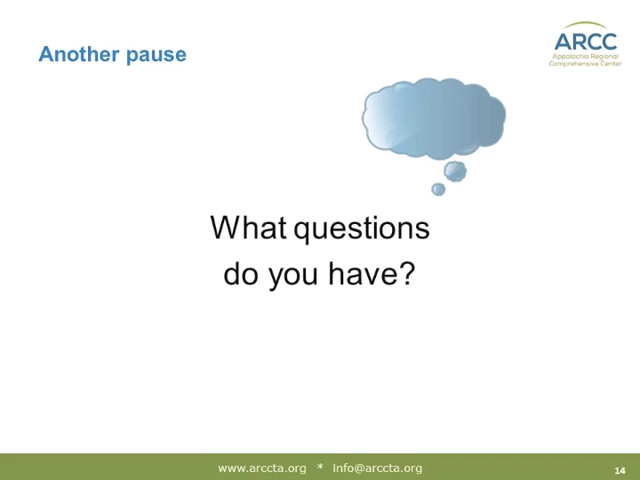 Another pause
ARCC
Appalachia Regional
Comprehensive Center
What questions
do you have?
www.arccta.org * info@arccta.org
14